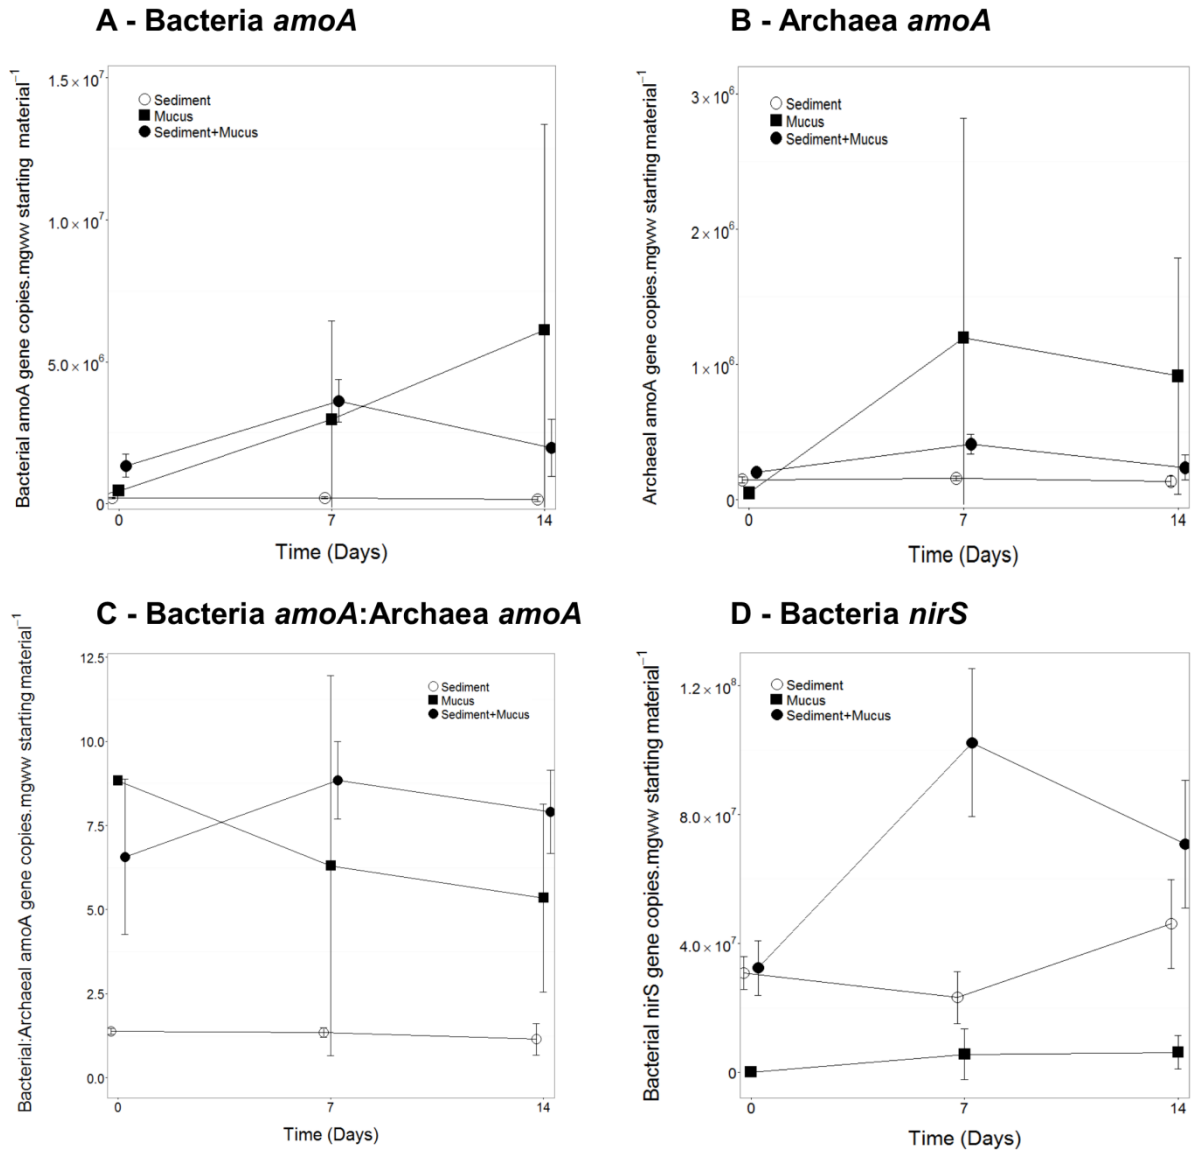 A - Bacteria amoA
Bacterial amoA gene copies.mgww starting material⁻¹
1.5 × 10⁷
1.0 × 10⁷
5.0 × 10⁶
0
Sediment
Mucus
Sediment+Mucus
0
7
14
Time (Days)
B - Archaea amoA
Archaeal amoA gene copies.mgww starting material⁻¹
3 × 10⁶
2 × 10⁶
1 × 10⁶
0
Sediment
Mucus
Sediment+Mucus
0
7
14
Time (Days)
C - Bacteria amoA:Archaea amoA
Bacterial:Archaeal amoA gene copies.mgww starting material⁻¹
12.5
10.0
7.5
5.0
2.5
0.0
Sediment
Mucus
Sediment+Mucus
0
7
14
Time (Days)
D - Bacteria nirS
Bacterial nirS gene copies.mgww starting material⁻¹
1.2 × 10⁸
8.0 × 10⁷
4.0 × 10⁷
0
Sediment
Mucus
Sediment+Mucus
0
7
14
Time (Days)